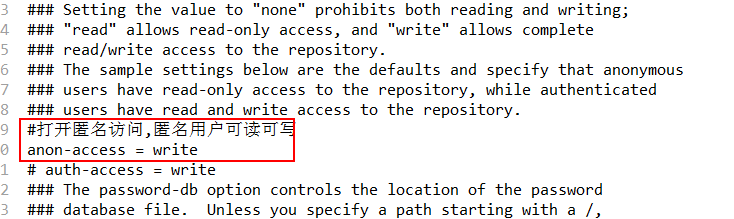 3 ### Setting the value to "none" prohibits both reading and writing;
4 ### "read" allows read-only access, and "write" allows complete
5 ### read/write access to the repository.
6 ### The sample settings below are the defaults and specify that anonymous
7 ### users have read-only access to the repository, while authenticated
8 ### users have read and write access to the repository.
9 #打开匿名访问,匿名用户可读可写
0 anon-access = write
1 # auth-access = write
2 ### The password-db option controls the location of the password
3 ### database file.  Unless you specify a path starting with a /,